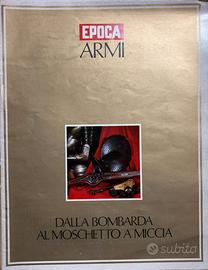 EPOCA
ARMI
DALLA BOMBARDA
AL MOSCHETTO A MICCIA
subito